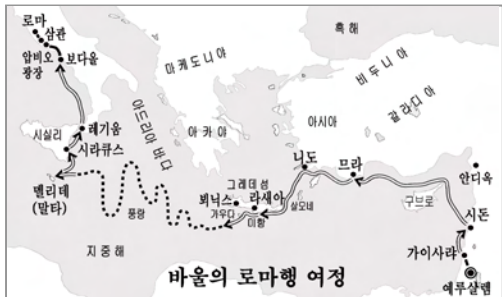 로마
삼관
압비오
광장
보디올
흑해
마케도니아
비두니아
갈라디아
아드리아 바다
아시아
아가야
시실리
레기움
시라큐스
멜리데
(말타)
풍랑
지중해
니도
무라
그레데 섬
뵈닉스
라새아
가우다
미항
살모네
구브로
안디옥
시돈
가이사랴
예루살렘
바울의 로마행 여정